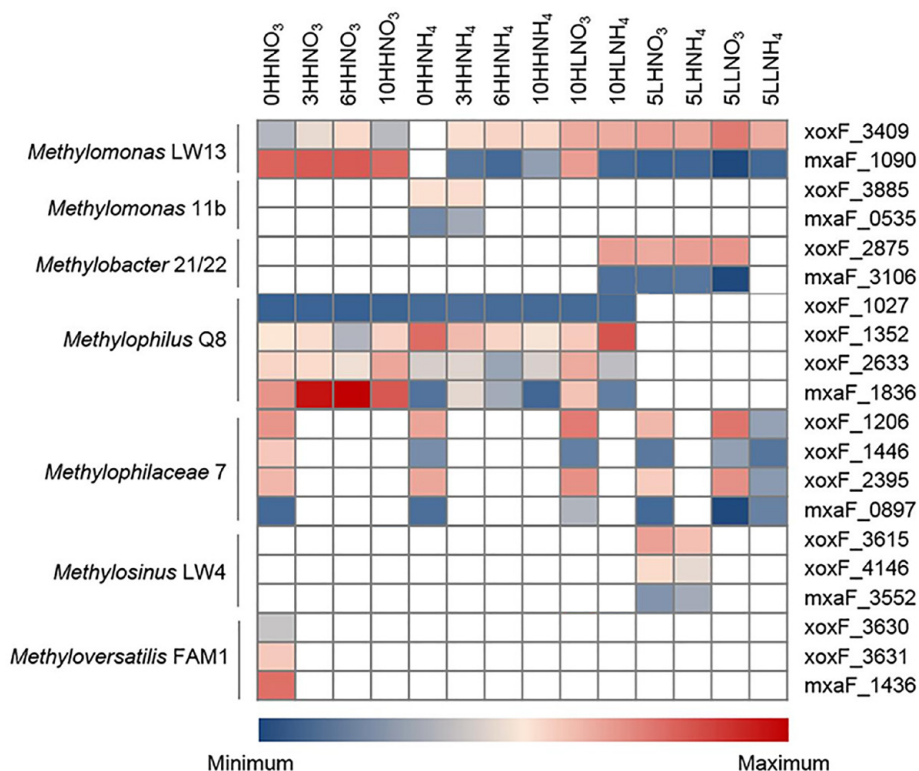 0HHNO₃ 3HHNO₃ 6HHNO₃ 10HHNO₃ 0HHNH₄ 3HHNH₄ 6HHNH₄ 10HHNH₄ 10HLNO₃ 10HLNH₄ 5LHNO₃ 5LHNH₄ 5LLNO₃ 5LLNH₄
Methylomonas LW13
xoxF_3409
mxaF_1090
Methylomonas 11b
xoxF_3885
mxaF_0535
Methylobacter 21/22
xoxF_2875
mxaF_3106
Methylophilus Q8
xoxF_1027
xoxF_1352
xoxF_2633
mxaF_1836
Methylophilaceae 7
xoxF_1206
xoxF_1446
xoxF_2395
mxaF_0897
Methylosinus LW4
xoxF_3615
xoxF_4146
mxaF_3552
Methyloversatilis FAM1
xoxF_3630
xoxF_3631
mxaF_1436
Minimum Maximum